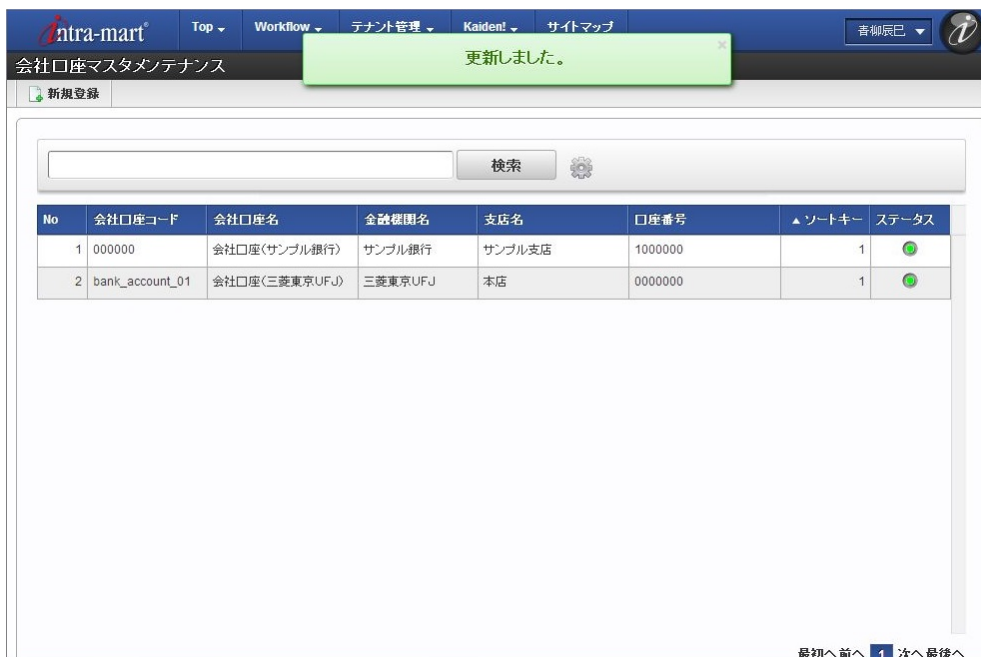 intra-mart® Top Workflow テナント管理 Kaiden! サイトマップ 青柳辰巳
更新しました。
×
会社口座マスタメンテナンス
新規登録
検索
No 会社口座コード 会社口座名 金融機関名 支店名 口座番号 ▲ソートキー ステータス
1 000000 会社口座(サンプル銀行) サンプル銀行 サンプル支店 1000000 1
2 bank_account_01 会社口座(三菱東京UFJ) 三菱東京UFJ 本店 0000000 1
最初へ 前へ 1 次へ 最後へ